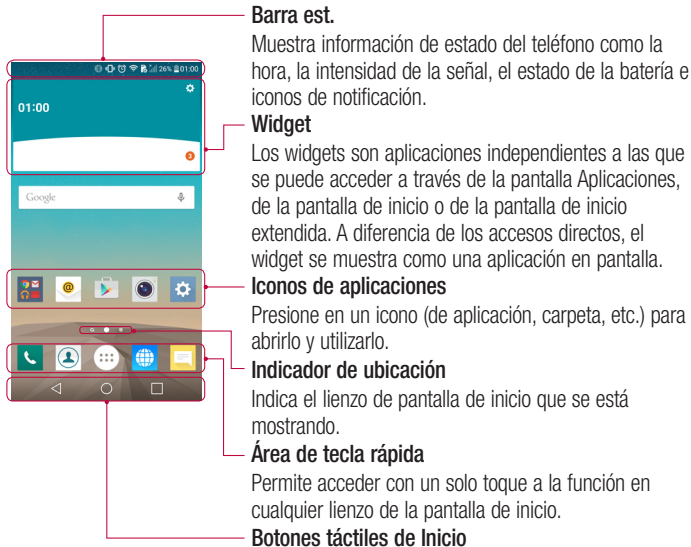 Barra est.
Muestra información de estado del teléfono como la
hora, la intensidad de la señal, el estado de la batería e
iconos de notificación.
Widget
Los widgets son aplicaciones independientes a las que
se puede acceder a través de la pantalla Aplicaciones,
de la pantalla de inicio o de la pantalla de inicio
extendida. A diferencia de los accesos directos, el
widget se muestra como una aplicación en pantalla.
Iconos de aplicaciones
Presione en un icono (de aplicación, carpeta, etc.) para
abrirlo y utilizarlo.
Indicador de ubicación
Indica el lienzo de pantalla de inicio que se está
mostrando.
Área de tecla rápida
Permite acceder con un solo toque a la función en
cualquier lienzo de la pantalla de inicio.
Botones táctiles de Inicio
26% 01:00
01:00
3
Google
@